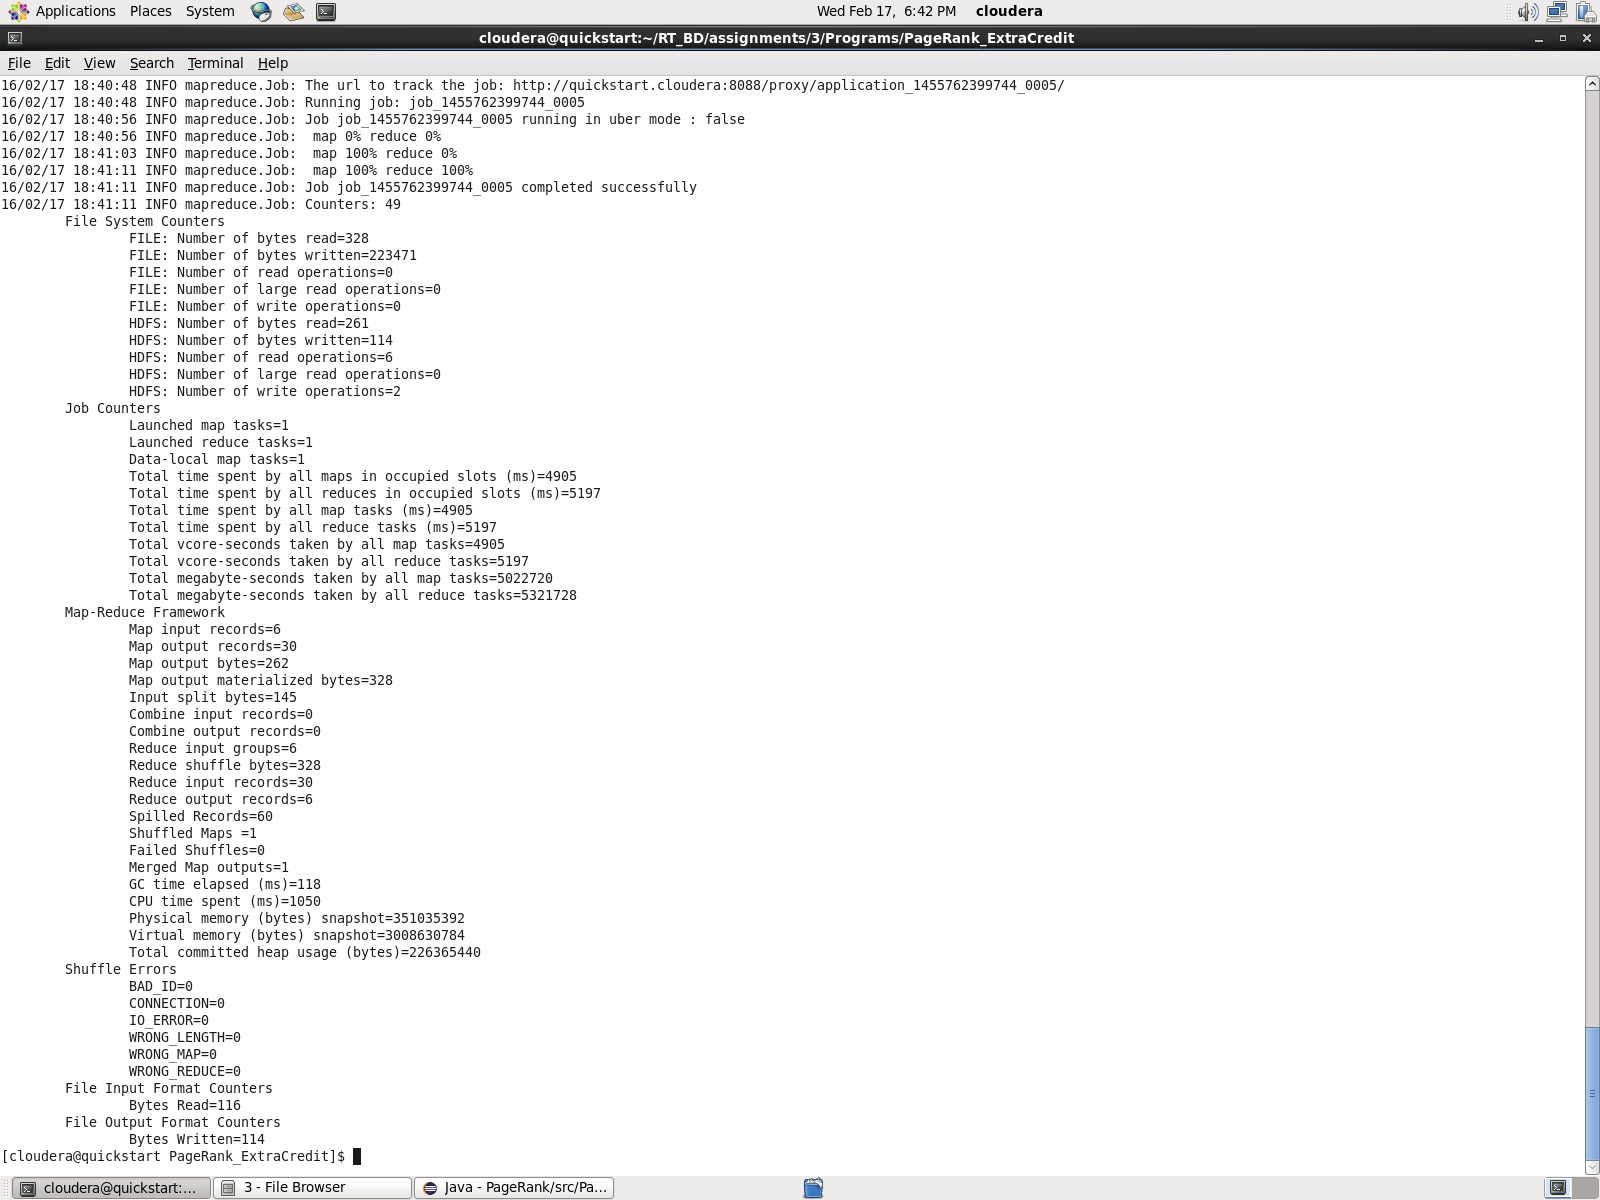 Applications Places System Wed Feb 17, 6:42 PM cloudera
cloudera@quickstart:~/RT_BD/assignments/3/Programs/PageRank_ExtraCredit
File Edit View Search Terminal Help
16/02/17 18:40:48 INFO mapreduce.Job: The url to track the job: http://quickstart.cloudera:8088/proxy/application_1455762399744_0005/
16/02/17 18:40:48 INFO mapreduce.Job: Running job: job_1455762399744_0005
16/02/17 18:40:56 INFO mapreduce.Job: Job job_1455762399744_0005 running in uber mode : false
16/02/17 18:40:56 INFO mapreduce.Job:  map 0% reduce 0%
16/02/17 18:41:03 INFO mapreduce.Job:  map 100% reduce 0%
16/02/17 18:41:11 INFO mapreduce.Job:  map 100% reduce 100%
16/02/17 18:41:11 INFO mapreduce.Job: Job job_1455762399744_0005 completed successfully
16/02/17 18:41:11 INFO mapreduce.Job: Counters: 49
File System Counters
FILE: Number of bytes read=328
FILE: Number of bytes written=223471
FILE: Number of read operations=0
FILE: Number of large read operations=0
FILE: Number of write operations=0
HDFS: Number of bytes read=261
HDFS: Number of bytes written=114
HDFS: Number of read operations=6
HDFS: Number of large read operations=0
HDFS: Number of write operations=2
Job Counters
Launched map tasks=1
Launched reduce tasks=1
Data-local map tasks=1
Total time spent by all maps in occupied slots (ms)=4905
Total time spent by all reduces in occupied slots (ms)=5197
Total time spent by all map tasks (ms)=4905
Total time spent by all reduce tasks (ms)=5197
Total vcore-seconds taken by all map tasks=4905
Total vcore-seconds taken by all reduce tasks=5197
Total megabyte-seconds taken by all map tasks=5022720
Total megabyte-seconds taken by all reduce tasks=5321728
Map-Reduce Framework
Map input records=6
Map output records=30
Map output bytes=262
Map output materialized bytes=328
Input split bytes=145
Combine input records=0
Combine output records=0
Reduce input groups=6
Reduce shuffle bytes=328
Reduce input records=30
Reduce output records=6
Spilled Records=60
Shuffled Maps =1
Failed Shuffles=0
Merged Map outputs=1
GC time elapsed (ms)=118
CPU time spent (ms)=1050
Physical memory (bytes) snapshot=351035392
Virtual memory (bytes) snapshot=3008630784
Total committed heap usage (bytes)=226365440
Shuffle Errors
BAD_ID=0
CONNECTION=0
IO_ERROR=0
WRONG_LENGTH=0
WRONG_MAP=0
WRONG_REDUCE=0
File Input Format Counters
Bytes Read=116
File Output Format Counters
Bytes Written=114
[cloudera@quickstart PageRank_ExtraCredit]$
cloudera@quickstart:... 3 - File Browser Java - PageRank/src/Pa...